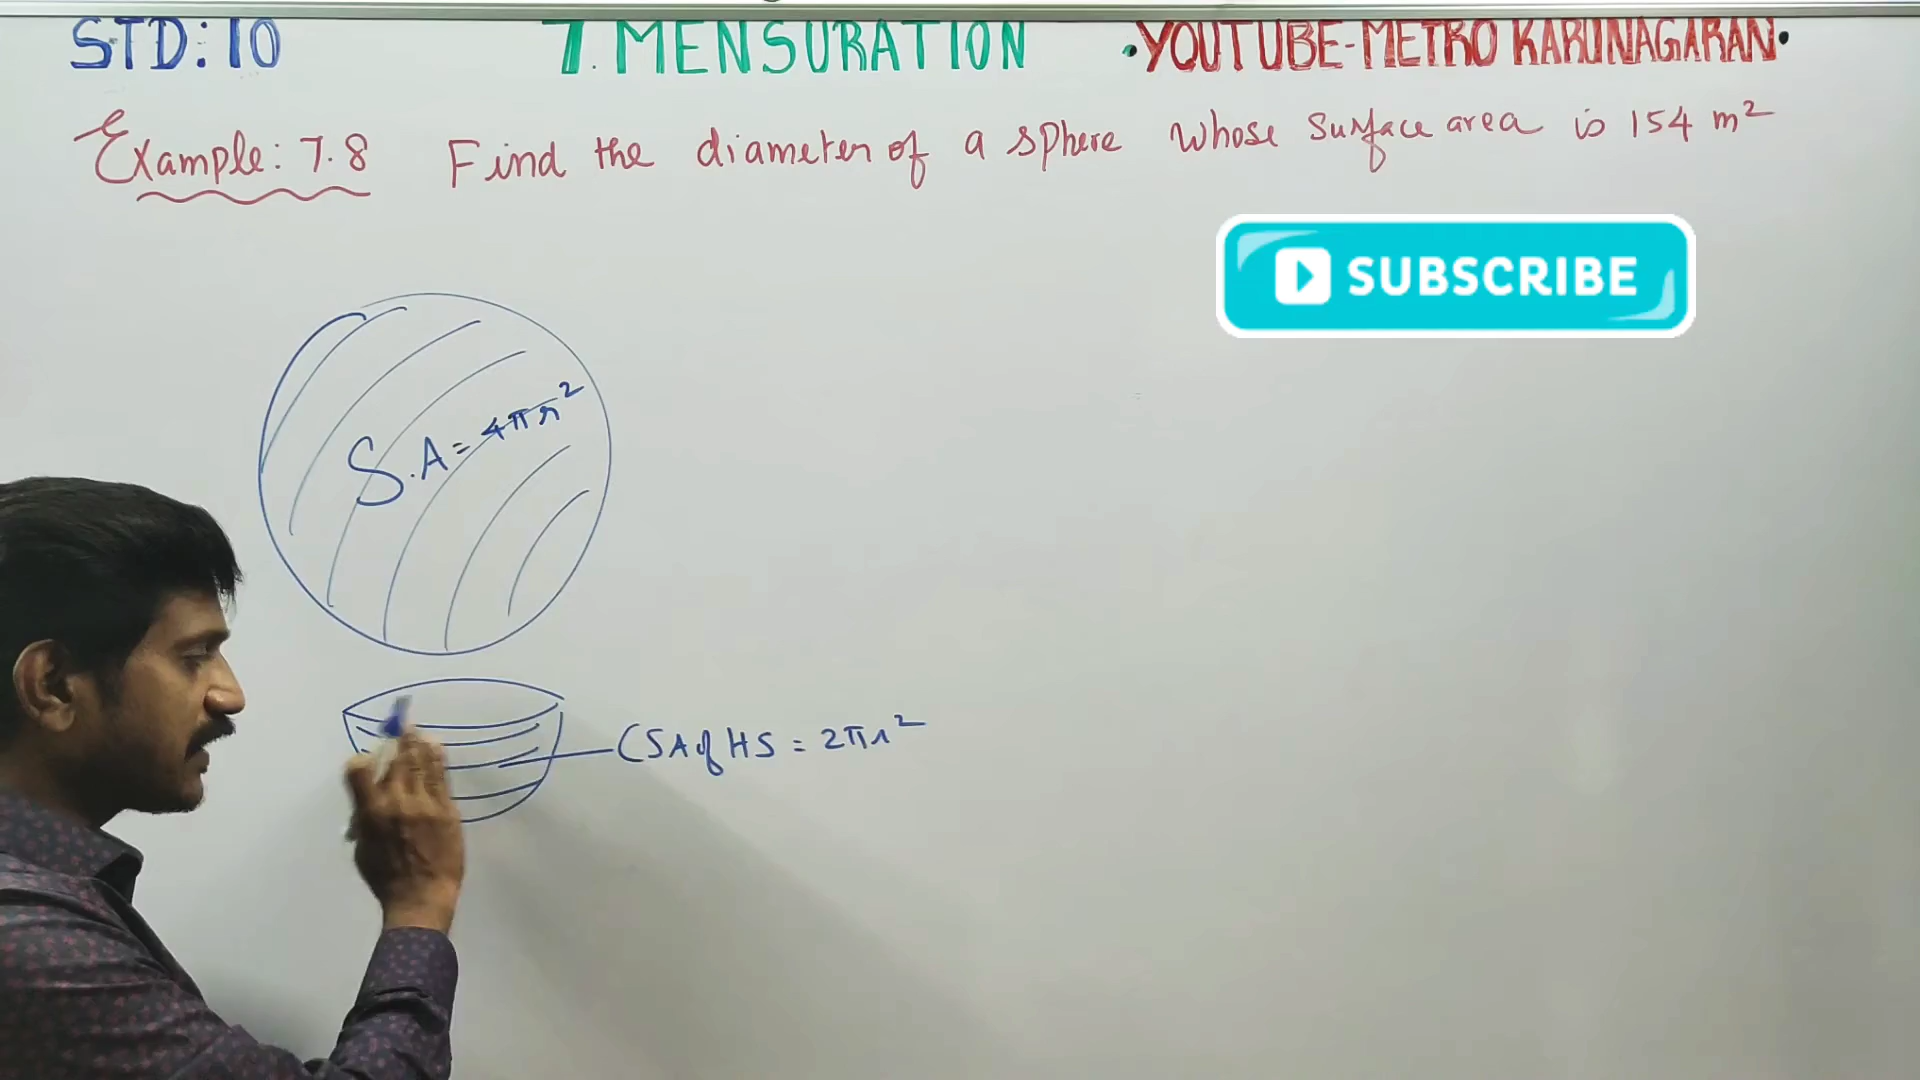 STD:10 7. MENSURATION •YOUTUBE-METRO KARUNAGARAN•
Example: 7.8 Find the diameter of a sphere whose surface area is 154 m²
SUBSCRIBE
S.A = 4πr²
CSA of HS = 2πr²